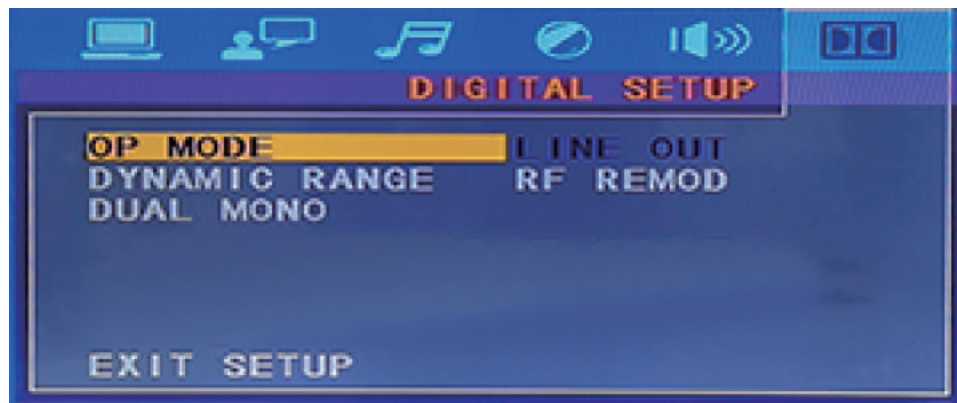 DIGITAL SETUP
OP MODE LINE OUT
DYNAMIC RANGE RF REMOD
DUAL MONO
EXIT SETUP